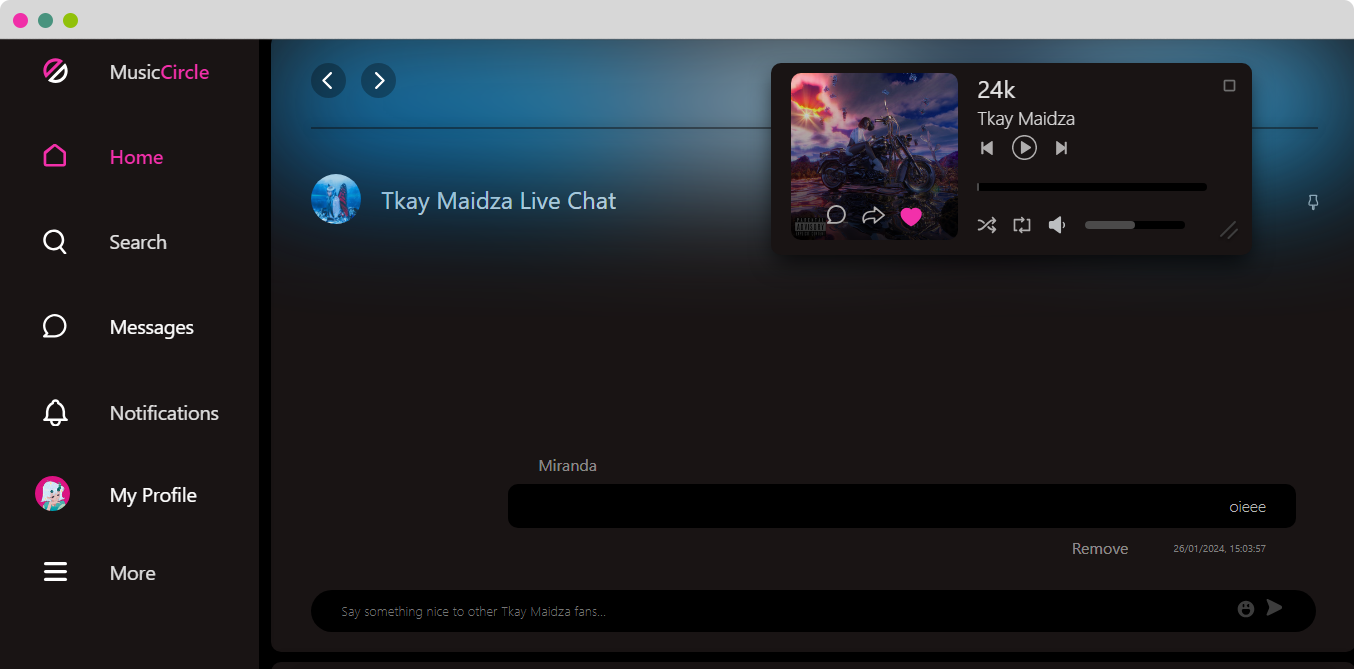 MusicCircle
Home
Search
Messages
Notifications
My Profile
More
Tkay Maidza Live Chat
24k
Tkay Maidza
Miranda
oieee
Remove
26/01/2024, 15:03:57
Say something nice to other Tkay Maidza fans...